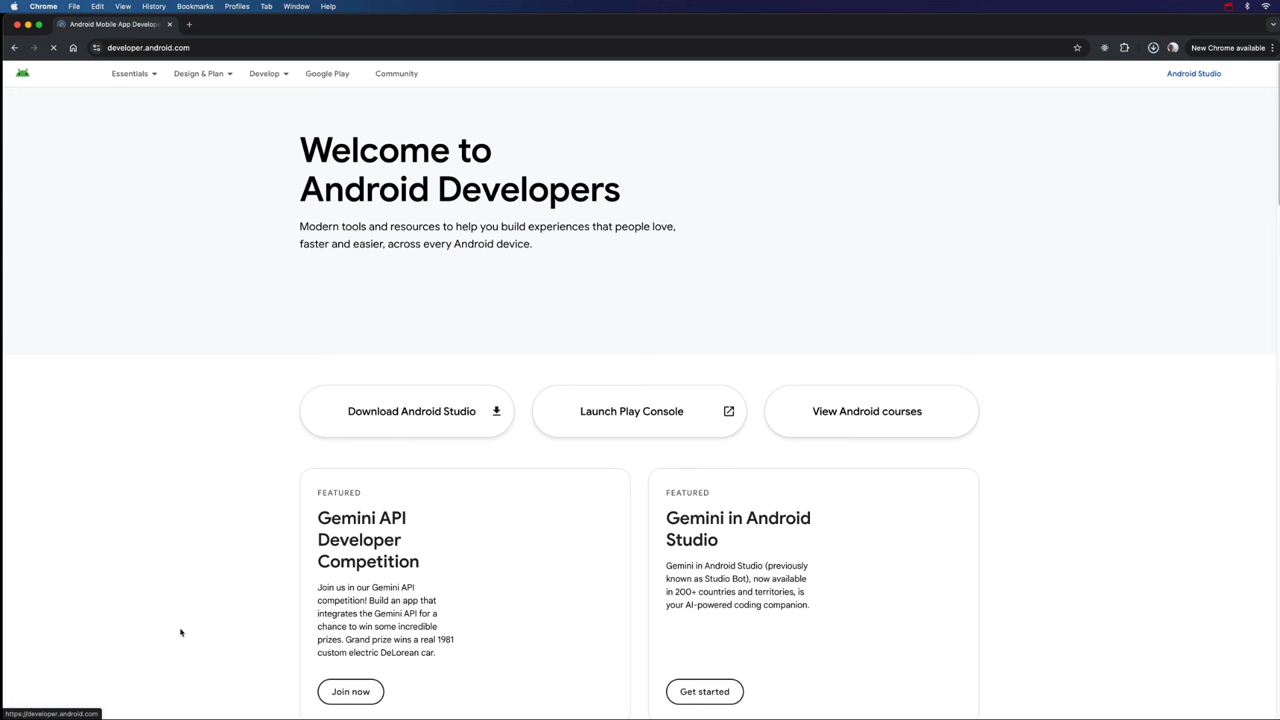 Chrome File Edit View History Bookmarks Profiles Tab Window Help
Android Mobile App Develop
developer.android.com
New Chrome available
Essentials Design & Plan Develop Google Play Community Android Studio
Welcome to
Android Developers
Modern tools and resources to help you build experiences that people love,
faster and easier, across every Android device.
Download Android Studio
Launch Play Console
View Android courses
FEATURED
Gemini API
Developer
Competition
Join us in our Gemini API
competition! Build an app that
integrates the Gemini API for a
chance to win some incredible
prizes. Grand prize wins a real 1981
custom electric DeLorean car.
Join now
FEATURED
Gemini in Android
Studio
Gemini in Android Studio (previously
known as Studio Bot), now available
in 200+ countries and territories, is
your AI-powered coding companion.
Get started
https://developer.android.com